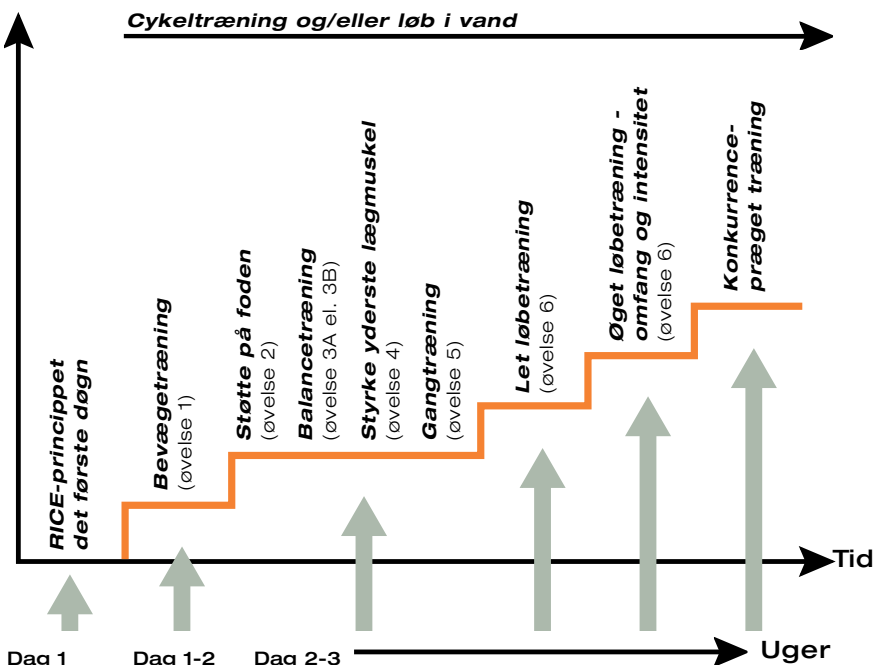 Cykeltræning og/eller løb i vand
RICE-princippet
det første døgn
Bevægetræning
(øvelse 1)
Støtte på foden
(øvelse 2)
Balancetræning
(øvelse 3A el. 3B)
Styrke yderste lægmuskel
(øvelse 4)
Gangtræning
(øvelse 5)
Let løbetræning
(øvelse 6)
Øget løbetræning -
omfang og intensitet
(øvelse 6)
Konkurrence-
præget træning
Tid
Dag 1
Dag 1-2
Dag 2-3
Uger